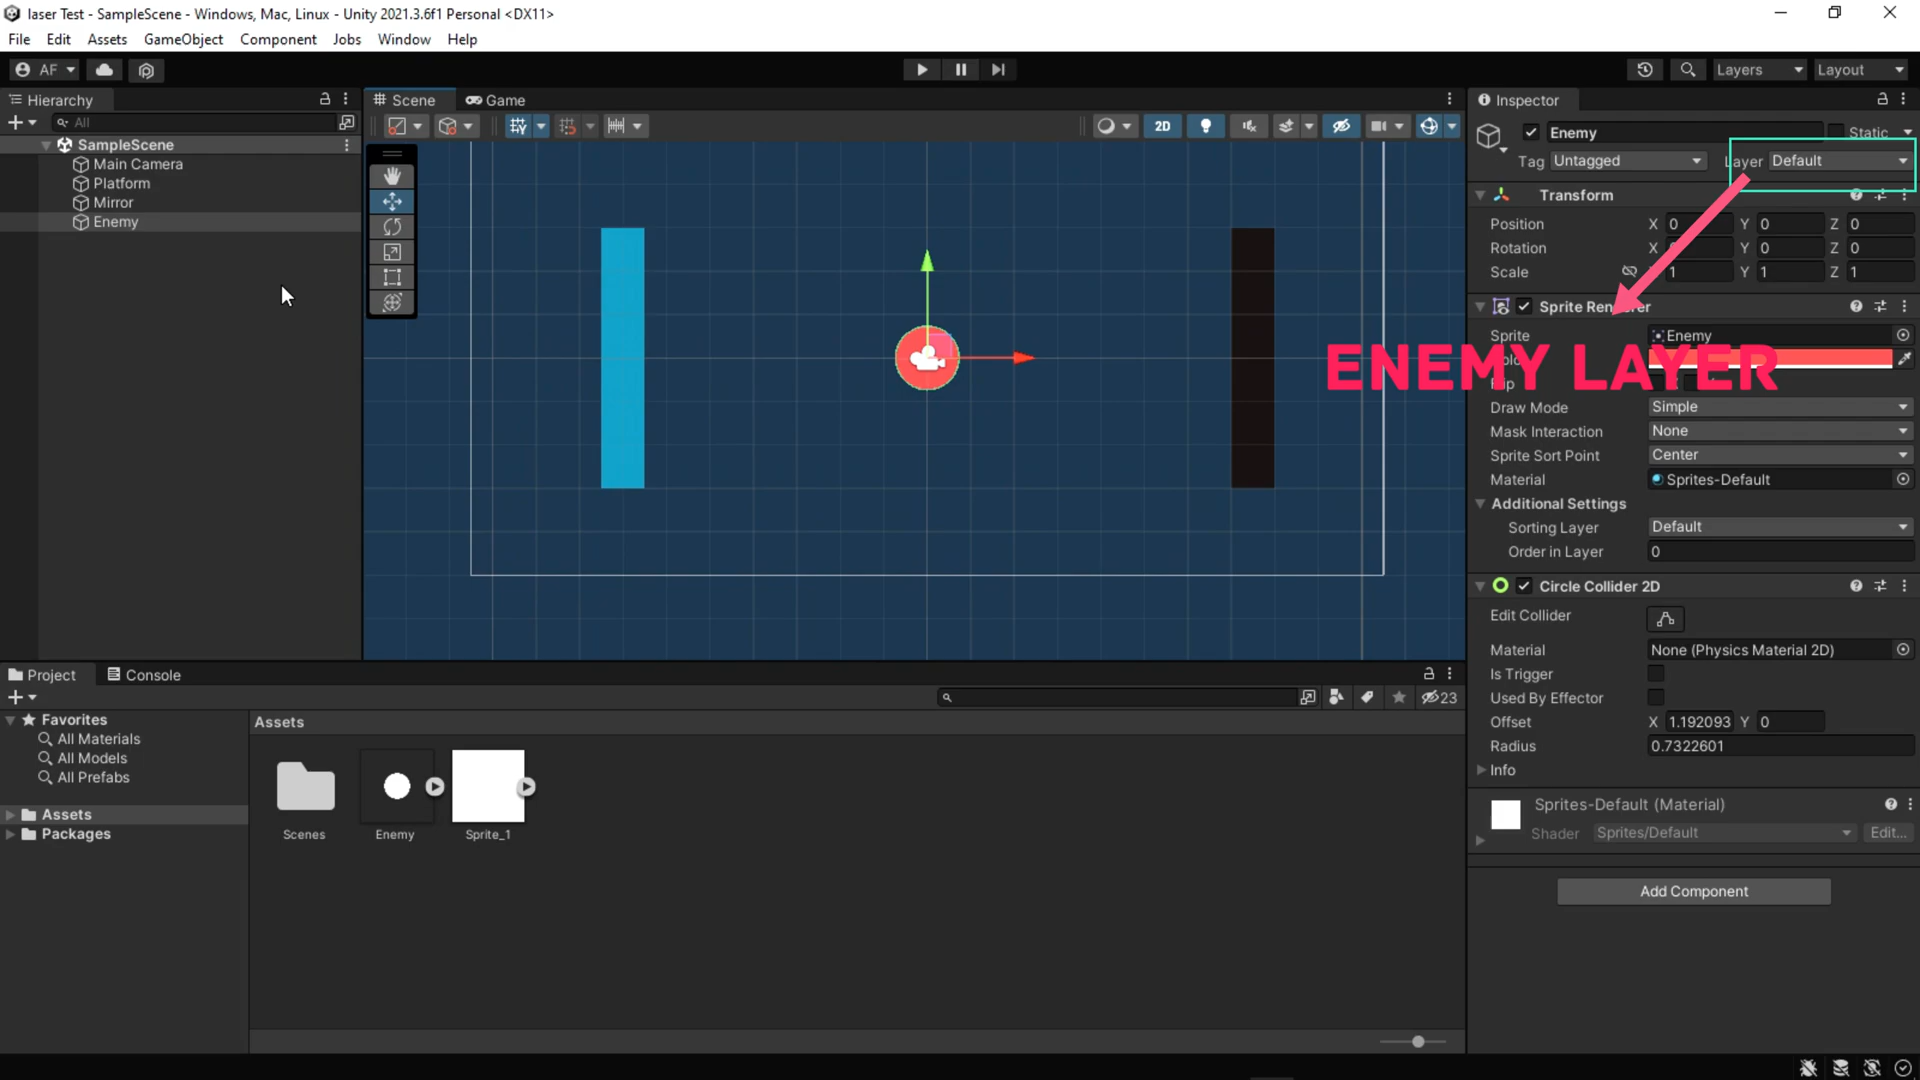 laser Test - SampleScene - Windows, Mac, Linux - Unity 2021.3.6f1 Personal <DX11>
File Edit Assets GameObject Component Jobs Window Help
AF
Layers Layout
Hierarchy
All
SampleScene
Main Camera
Platform
Mirror
Enemy
Scene Game
2D
Inspector
Enemy Static
Tag Untagged Layer Default
Transform
Position X 0 Y 0 Z 0
Rotation X Y 0 Z 0
Scale 1 Y 1 Z 1
Sprite Renderer
Sprite Enemy
ENEMY LAYER
Draw Mode Simple
Mask Interaction None
Sprite Sort Point Center
Material Sprites-Default
Additional Settings
Sorting Layer Default
Order in Layer 0
Circle Collider 2D
Edit Collider
Material None (Physics Material 2D)
Is Trigger
Used By Effector
Offset X 1.192093 Y 0
Radius 0.7322601
Info
Sprites-Default (Material)
Shader Sprites/Default Edit...
Add Component
Project Console
23
Favorites
All Materials
All Models
All Prefabs
Assets
Packages
Assets
Scenes Enemy Sprite_1